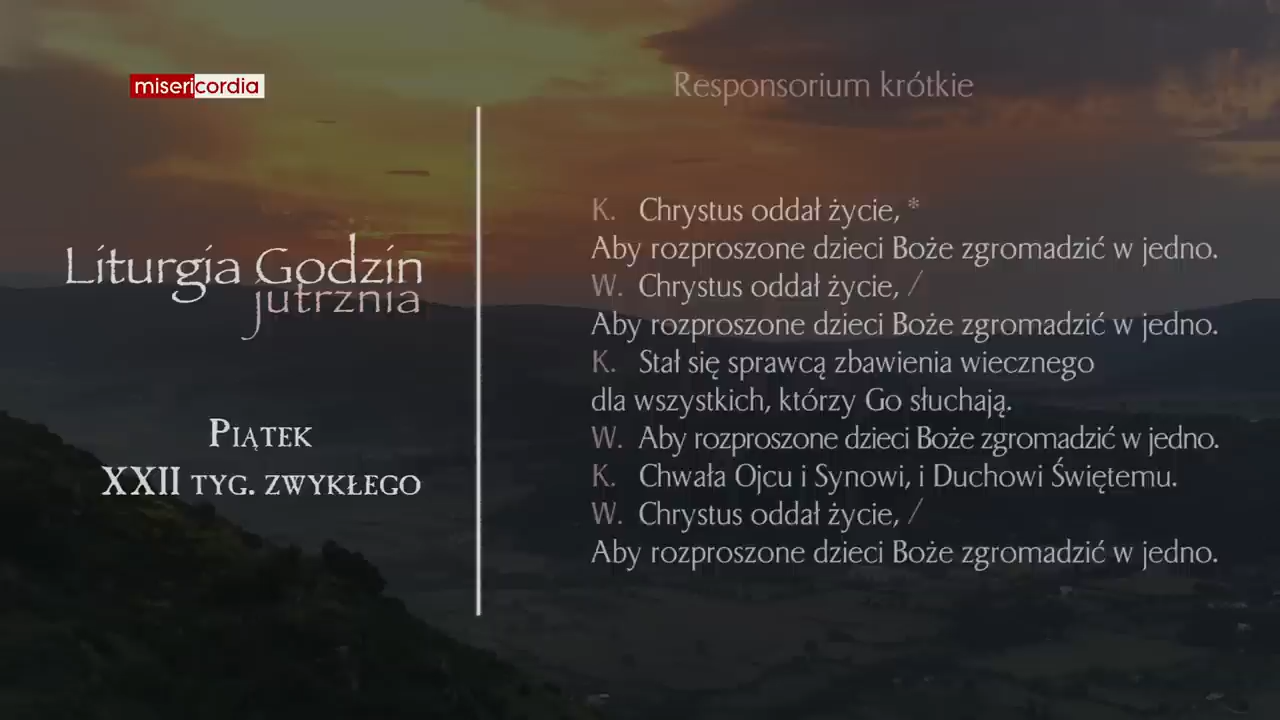 misericordia
Liturgia Godzin
jutrznia
Piątek
XXII tyg. zwykłego
Responsorium krótkie
K. Chrystus oddał życie, *
Aby rozproszone dzieci Boże zgromadzić w jedno.
W. Chrystus oddał życie, /
Aby rozproszone dzieci Boże zgromadzić w jedno.
K. Stał się sprawcą zbawienia wiecznego
dla wszystkich, którzy Go słuchają.
W. Aby rozproszone dzieci Boże zgromadzić w jedno.
K. Chwała Ojcu i Synowi, i Duchowi Świętemu.
W. Chrystus oddał życie, /
Aby rozproszone dzieci Boże zgromadzić w jedno.